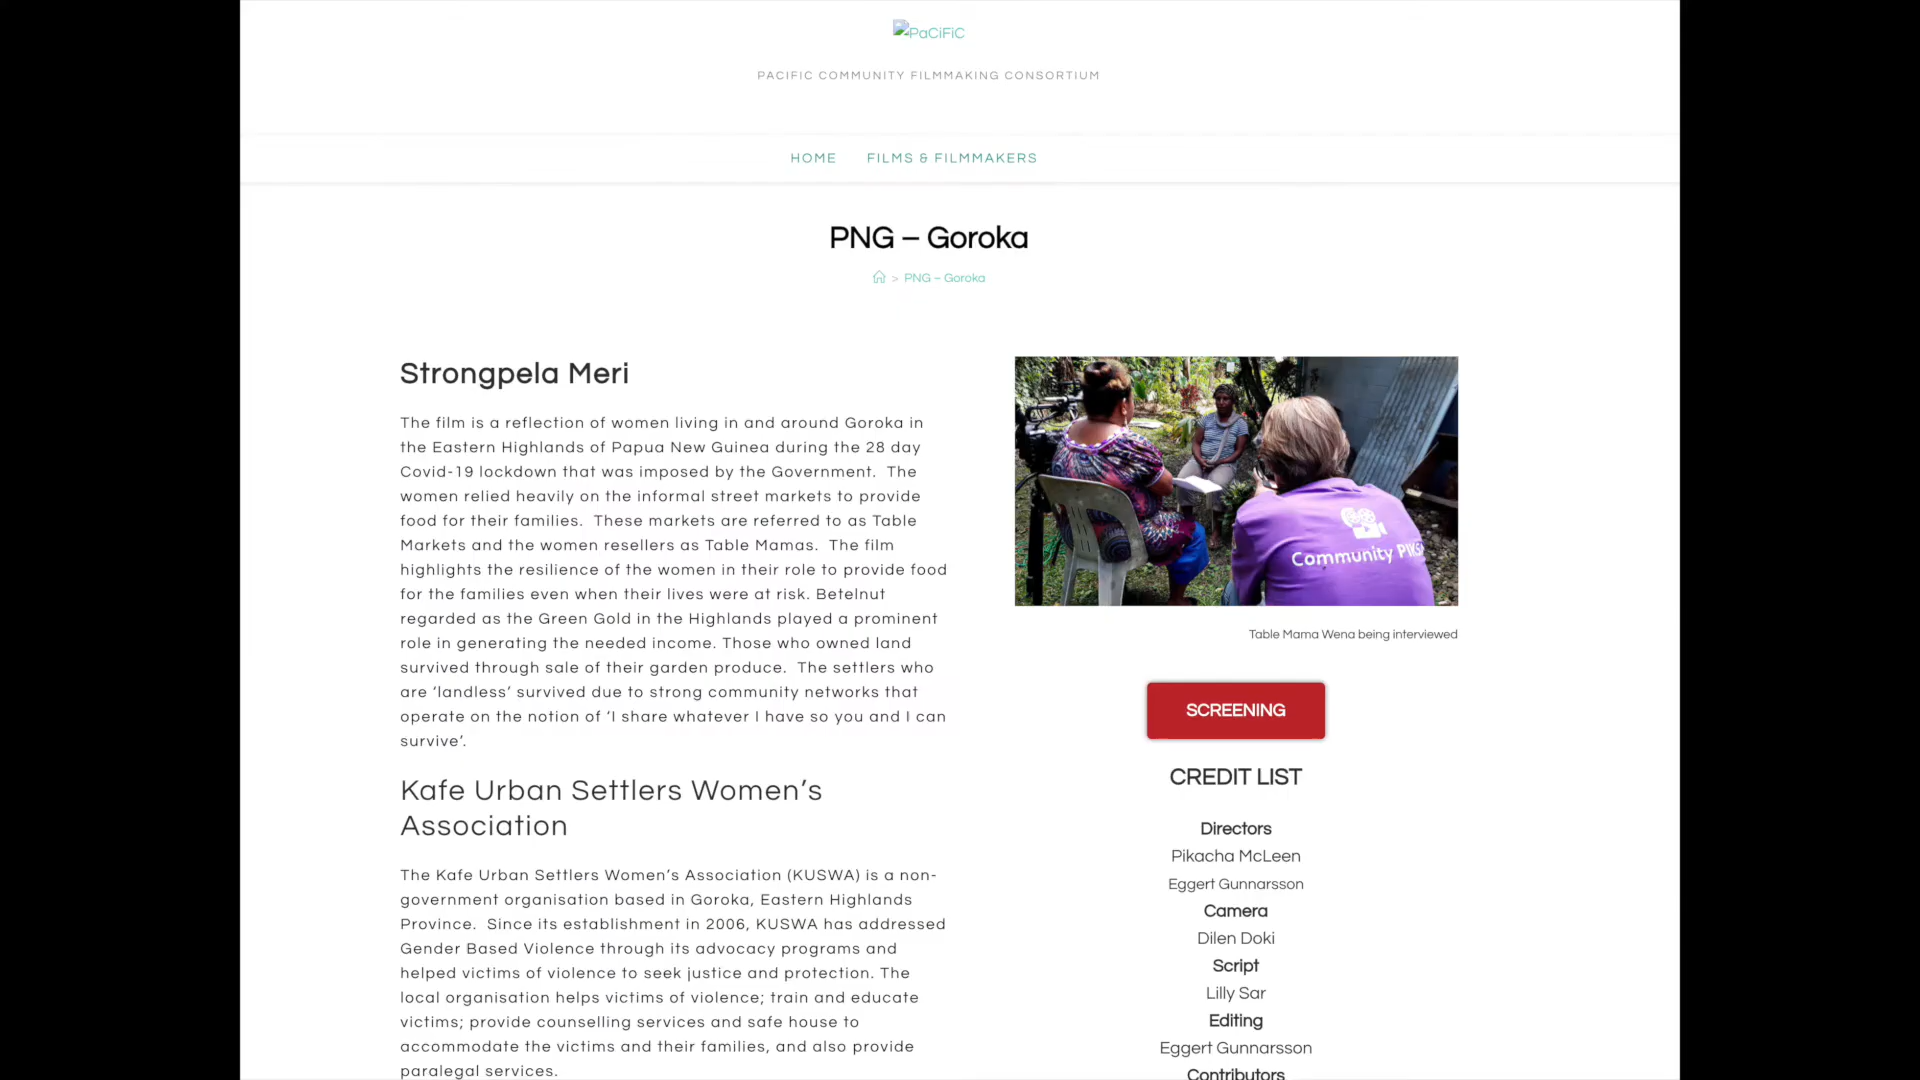 PaCiFiC
PACIFIC COMMUNITY FILMMAKING CONSORTIUM
HOME FILMS & FILMMAKERS
PNG – Goroka
> PNG – Goroka
Strongpela Meri
The film is a reflection of women living in and around Goroka in
the Eastern Highlands of Papua New Guinea during the 28 day
Covid-19 lockdown that was imposed by the Government.  The
women relied heavily on the informal street markets to provide
food for their families.  These markets are referred to as Table
Markets and the women resellers as Table Mamas.  The film
highlights the resilience of the women in their role to provide food
for the families even when their lives were at risk. Betelnut
regarded as the Green Gold in the Highlands played a prominent
role in generating the needed income. Those who owned land
survived through sale of their garden produce.  The settlers who
are ‘landless’ survived due to strong community networks that
operate on the notion of ‘I share whatever I have so you and I can
survive’.
Kafe Urban Settlers Women’s
Association
The Kafe Urban Settlers Women’s Association (KUSWA) is a non-
government organisation based in Goroka, Eastern Highlands
Province.  Since its establishment in 2006, KUSWA has addressed
Gender Based Violence through its advocacy programs and
helped victims of violence to seek justice and protection. The
local organisation helps victims of violence; train and educate
victims; provide counselling services and safe house to
accommodate the victims and their families, and also provide
paralegal services.
Community
Table Mama Wena being interviewed
SCREENING
CREDIT LIST
Directors
Pikacha McLeen
Eggert Gunnarsson
Camera
Dilen Doki
Script
Lilly Sar
Editing
Eggert Gunnarsson
Contributors